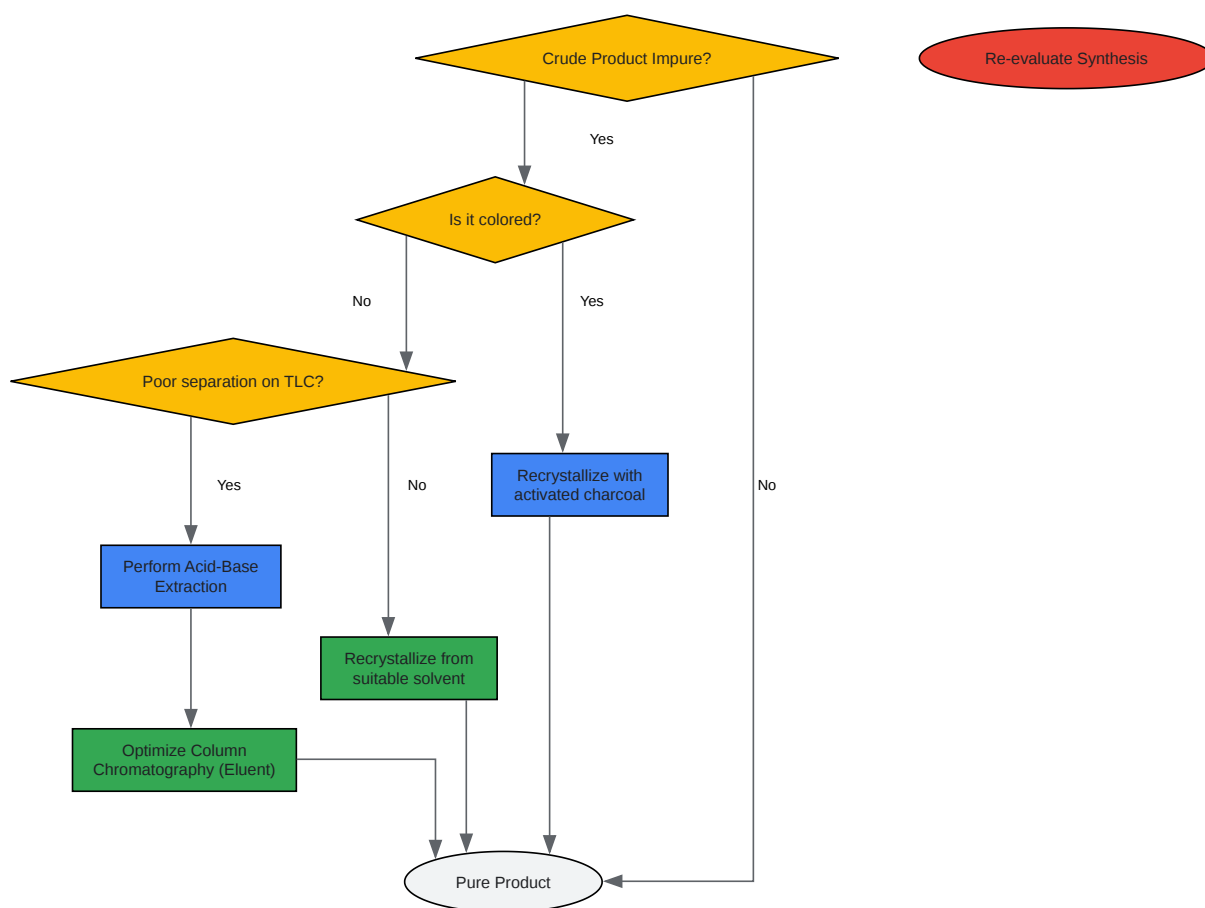 Crude Product Impure?
Re-evaluate Synthesis
Yes
Is it colored?
No
Yes
Poor separation on TLC?
Recrystallize with
activated charcoal
Yes
No
No
Perform Acid-Base
Extraction
Recrystallize from
suitable solvent
Optimize Column
Chromatography (Eluent)
Pure Product